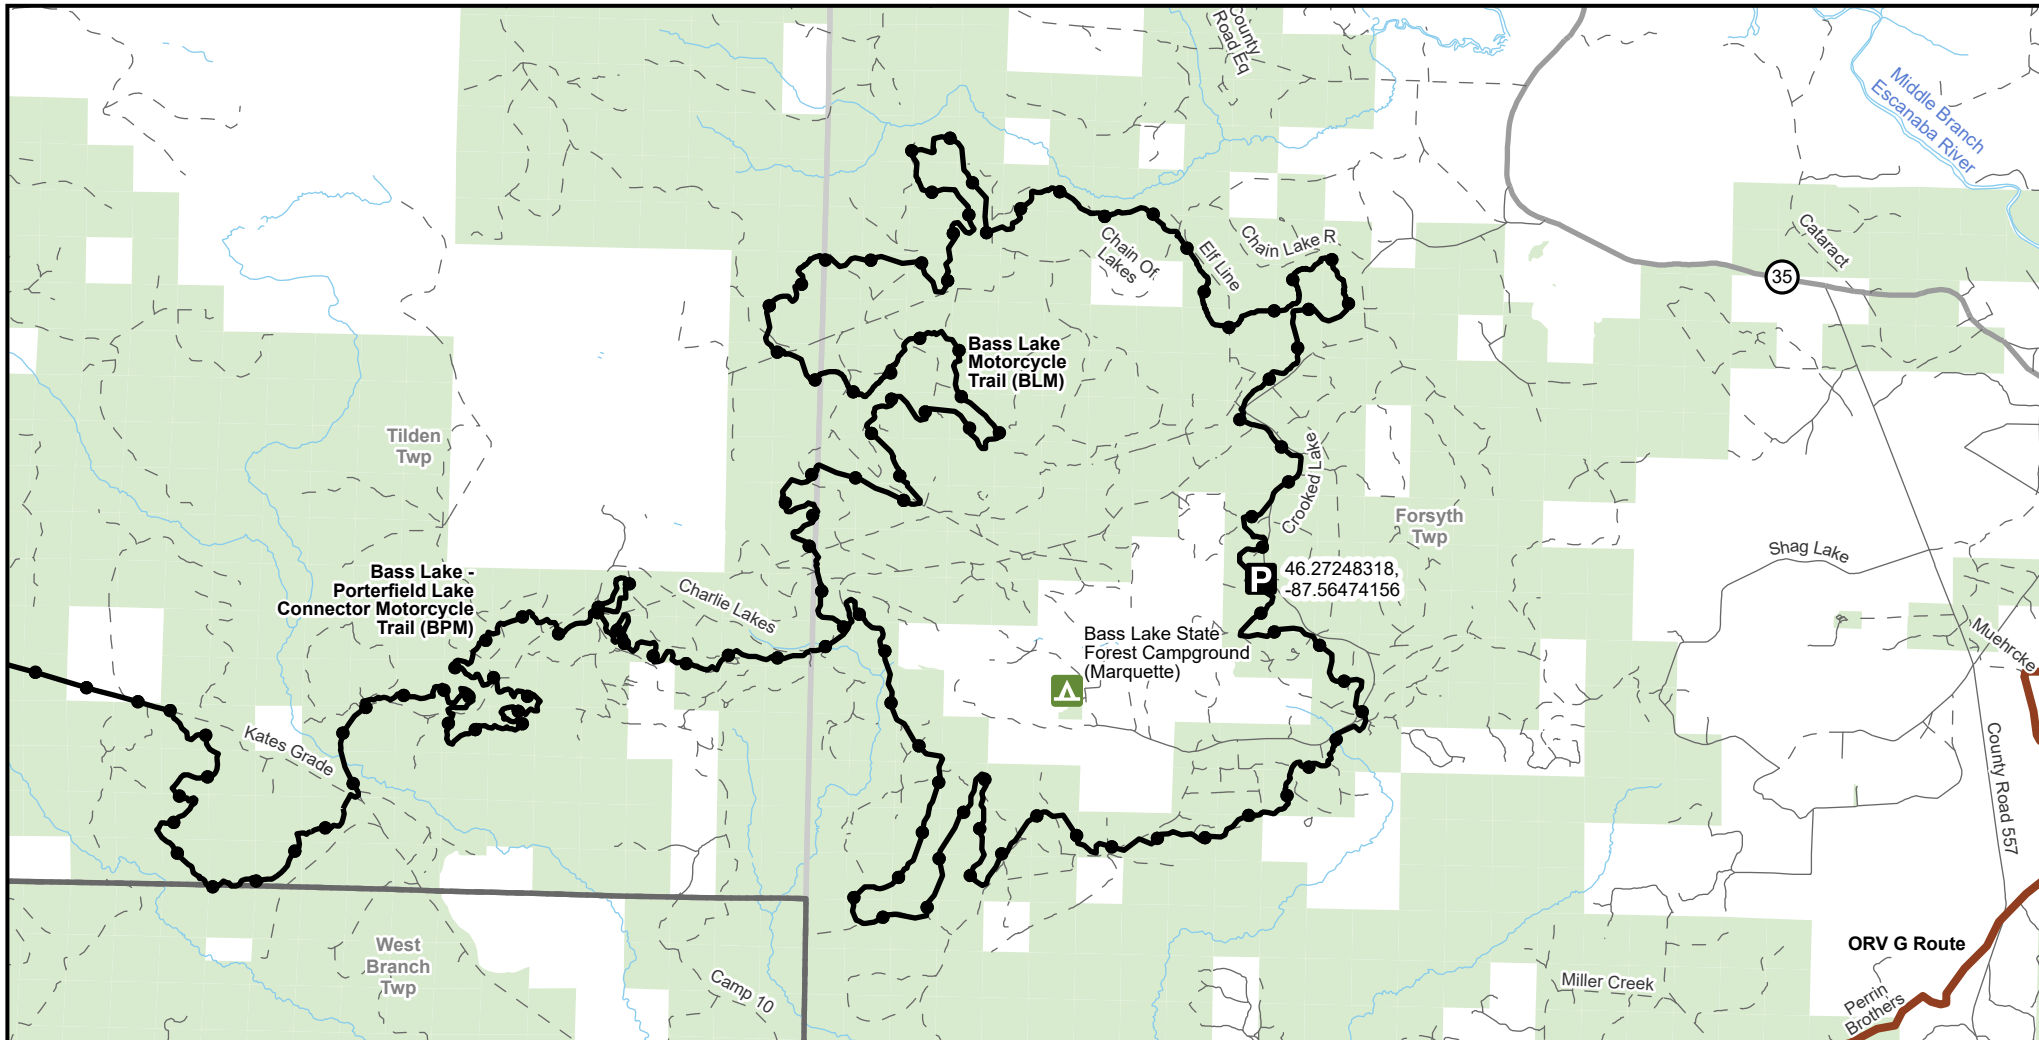 County
Road Eq
Middle Branch
Escanaba River
Cataract
35
Chain Of
Lakes
Elf Line
Chain Lake R
Bass Lake
Motorcycle
Trail (BLM)
Tilden
Twp
Crooked Lake
Forsyth
Twp
Shag Lake
P
46.27248318,
-87.56474156
Bass Lake -
Porterfield Lake
Connector Motorcycle
Trail (BPM)
Charlie Lakes
Bass Lake State
Forest Campground
(Marquette)
Muehrcke
Kates Grade
County Road 557
West
Branch
Twp
Camp 10
ORV G Route
Miller Creek
Perrin
Brothers